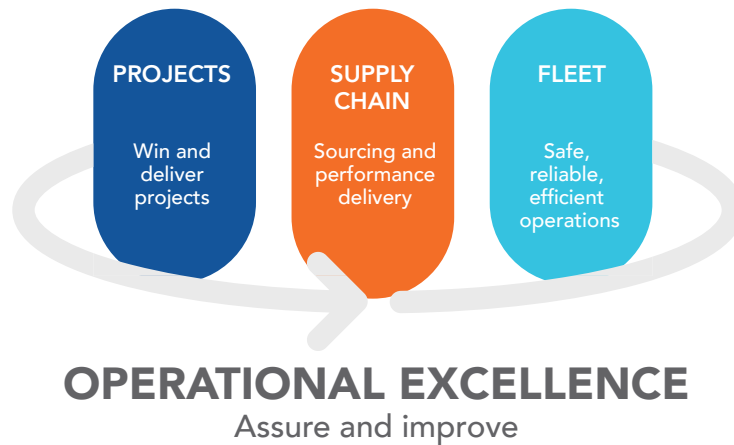 PROJECTS
Win and
deliver
projects
SUPPLY
CHAIN
Sourcing and
performance
delivery
FLEET
Safe,
reliable,
efficient
operations
OPERATIONAL EXCELLENCE
Assure and improve